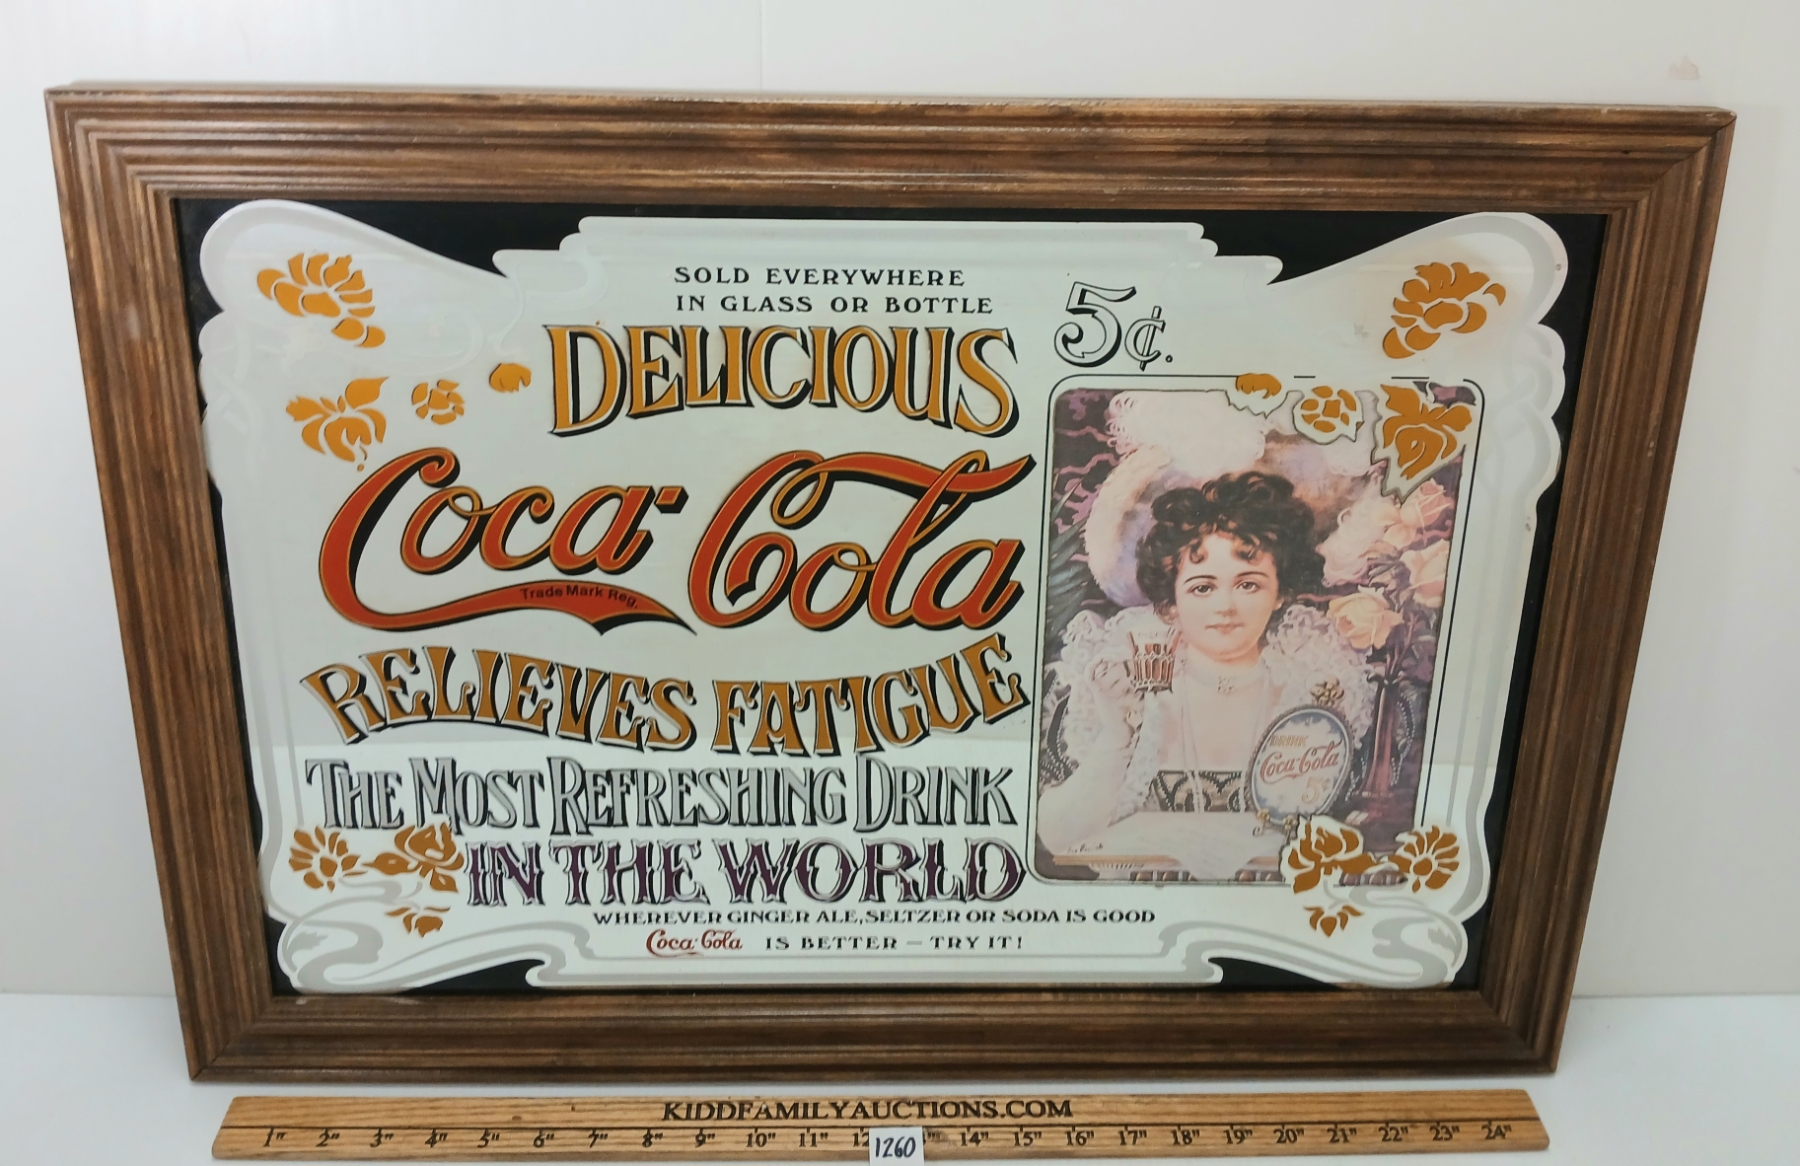 SOLD EVERYWHERE
IN GLASS OR BOTTLE
5¢.
DELICIOUS
Coca-Cola
Trade Mark Reg.
RELIEVES FATIGUE
THE MOST REFRESHING DRINK
IN THE WORLD
WHEREVER GINGER ALE, SELTZER OR SODA IS GOOD
Coca-Cola IS BETTER – TRY IT!
DRINK
Coca-Cola
5¢
KIDDFAMILYAUCTIONS.COM
1" 2" 3" 4" 5" 6" 7" 8" 9" 10" 11" 12 14" 15" 16" 17" 18" 19" 20" 21" 22" 23" 24"
1260